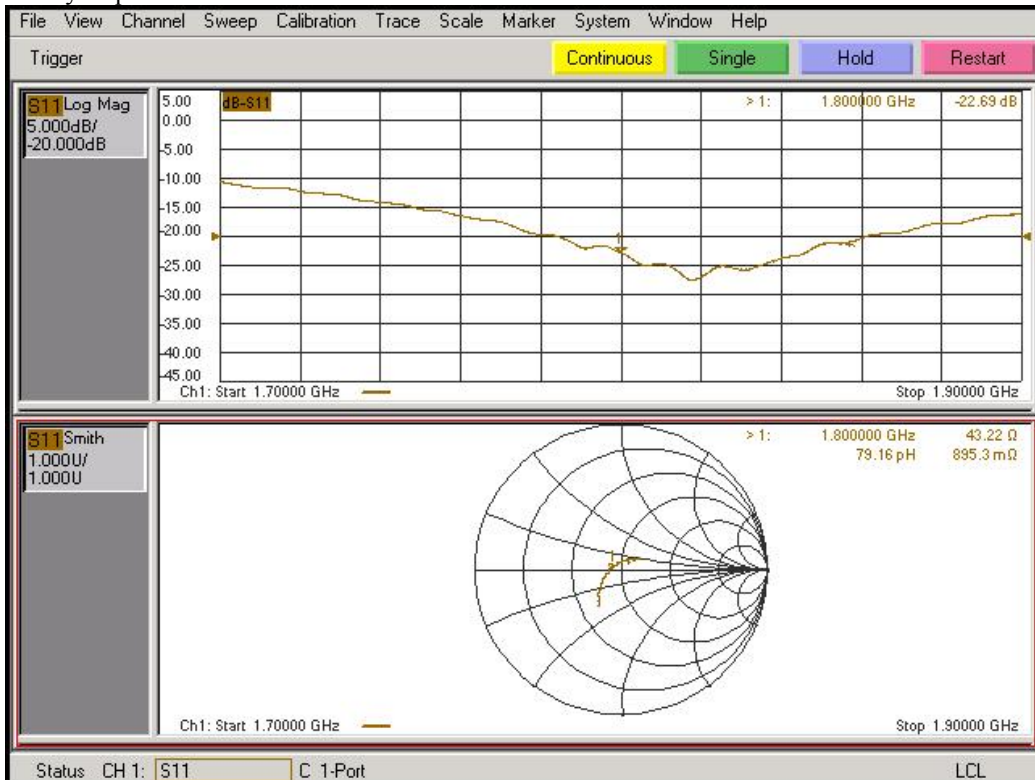 File View Channel Sweep Calibration Trace Scale Marker System Window Help
Trigger Continuous Single Hold Restart
S11 Log Mag
5.000dB/
-20.000dB
5.00
0.00
-5.00
-10.00
-15.00
-20.00
-25.00
-30.00
-35.00
-40.00
-45.00
dB-S11
> 1: 1.800000 GHz -22.69 dB
1
Ch1: Start 1.70000 GHz
Stop 1.90000 GHz
S11 Smith
1.000U/
1.000U
> 1: 1.800000 GHz 43.22 Ω
79.16 pH 895.3 mΩ
1
Ch1: Start 1.70000 GHz
Stop 1.90000 GHz
Status CH 1: S11 C 1-Port LCL